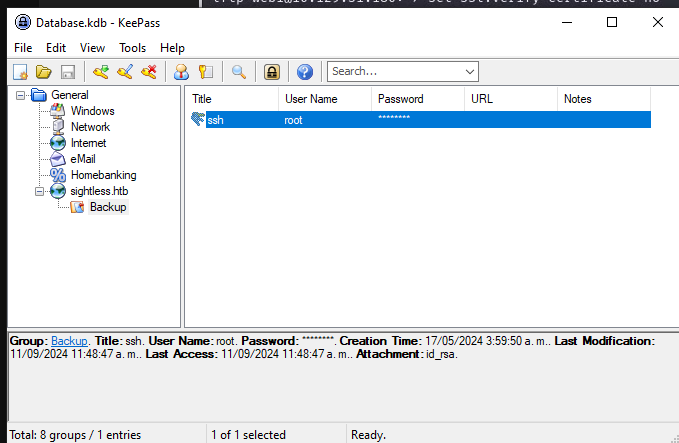 Database.kdb - KeePass
File Edit View Tools Help
Search...
General
Windows
Network
Internet
eMail
Homebanking
sightless.htb
Backup
Title User Name Password URL Notes
ssh root ********
Group: Backup. Title: ssh. User Name: root. Password: ********. Creation Time: 17/05/2024 3:59:50 a. m.. Last Modification:
11/09/2024 11:48:47 a. m.. Last Access: 11/09/2024 11:48:47 a. m.. Attachment: id_rsa.
Total: 8 groups / 1 entries 1 of 1 selected Ready.